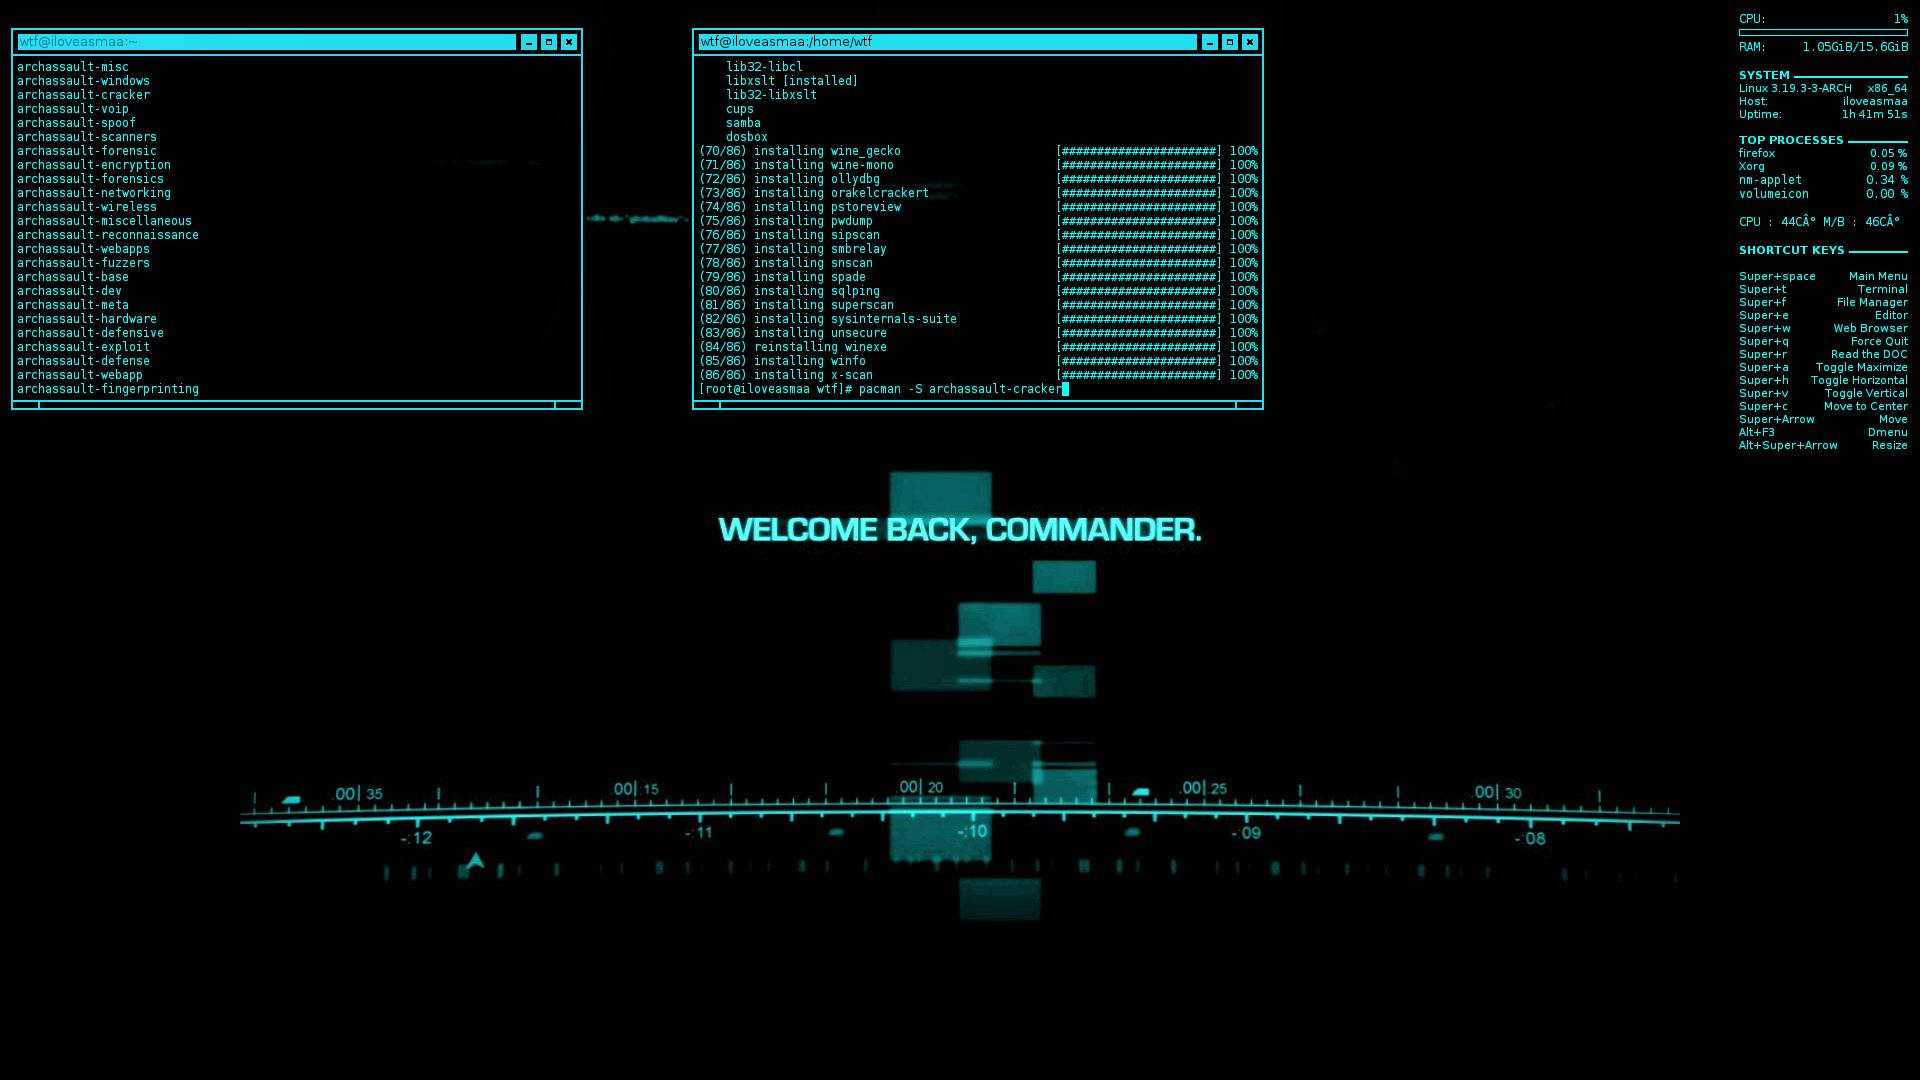 wtf@iloveasmaa:~
archassault-misc
archassault-windows
archassault-cracker
archassault-voip
archassault-spoof
archassault-scanners
archassault-forensic
archassault-encryption
archassault-forensics
archassault-networking
archassault-wireless
archassault-miscellaneous
archassault-reconnaissance
archassault-webapps
archassault-fuzzers
archassault-base
archassault-dev
archassault-meta
archassault-hardware
archassault-defensive
archassault-exploit
archassault-defense
archassault-webapp
archassault-fingerprinting
wtf@iloveasmaa:/home/wtf
lib32-libcl
libxslt [installed]
lib32-libxslt
cups
samba
dosbox
(70/86) installing wine_gecko [######################] 100%
(71/86) installing wine-mono [######################] 100%
(72/86) installing ollydbg [######################] 100%
(73/86) installing orakelcrackert [######################] 100%
(74/86) installing pstoreview [######################] 100%
(75/86) installing pwdump [######################] 100%
(76/86) installing sipscan [######################] 100%
(77/86) installing smbrelay [######################] 100%
(78/86) installing snscan [######################] 100%
(79/86) installing spade [######################] 100%
(80/86) installing sqlping [######################] 100%
(81/86) installing superscan [######################] 100%
(82/86) installing sysinternals-suite [######################] 100%
(83/86) installing unsecure [######################] 100%
(84/86) reinstalling winexe [######################] 100%
(85/86) installing winfo [######################] 100%
(86/86) installing x-scan [######################] 100%
[root@iloveasmaa wtf]# pacman -S archassault-cracker
CPU: 1%
RAM: 1.05GiB/15.6GiB
SYSTEM
Linux 3.19.3-3-ARCH x86_64
Host: iloveasmaa
Uptime: 1h 41m 51s
TOP PROCESSES
firefox 0.05 %
Xorg 0.09 %
nm-applet 0.34 %
volumeicon 0.00 %
CPU : 44CÂ° M/B : 46CÂ°
SHORTCUT KEYS
Super+space Main Menu
Super+t Terminal
Super+f File Manager
Super+e Editor
Super+w Web Browser
Super+q Force Quit
Super+r Read the DOC
Super+a Toggle Maximize
Super+h Toggle Horizontal
Super+v Toggle Vertical
Super+c Move to Center
Super+Arrow Move
Alt+F3 Dmenu
Alt+Super+Arrow Resize
WELCOME BACK, COMMANDER.
.00| 35 .00| 15 .00| 20 .00| 25 .00| 30
-:12 -:11 -:10 -:09 -:08